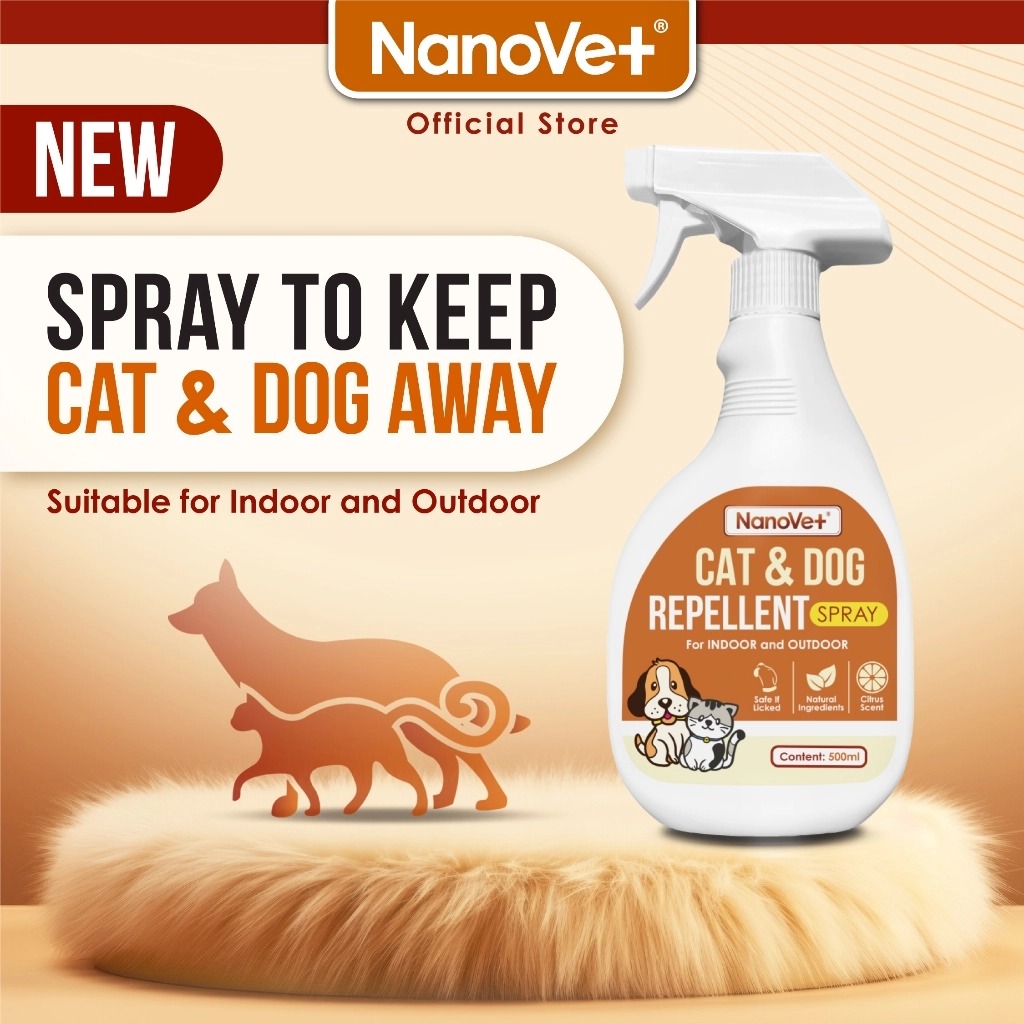 NanoVet®
Official Store
NEW
SPRAY TO KEEP
CAT & DOG AWAY
Suitable for Indoor and Outdoor
NanoVet®
CAT & DOG
REPELLENT SPRAY
For INDOOR and OUTDOOR
Safe If
Licked
Natural
Ingredients
Citrus
Scent
Content: 500ml